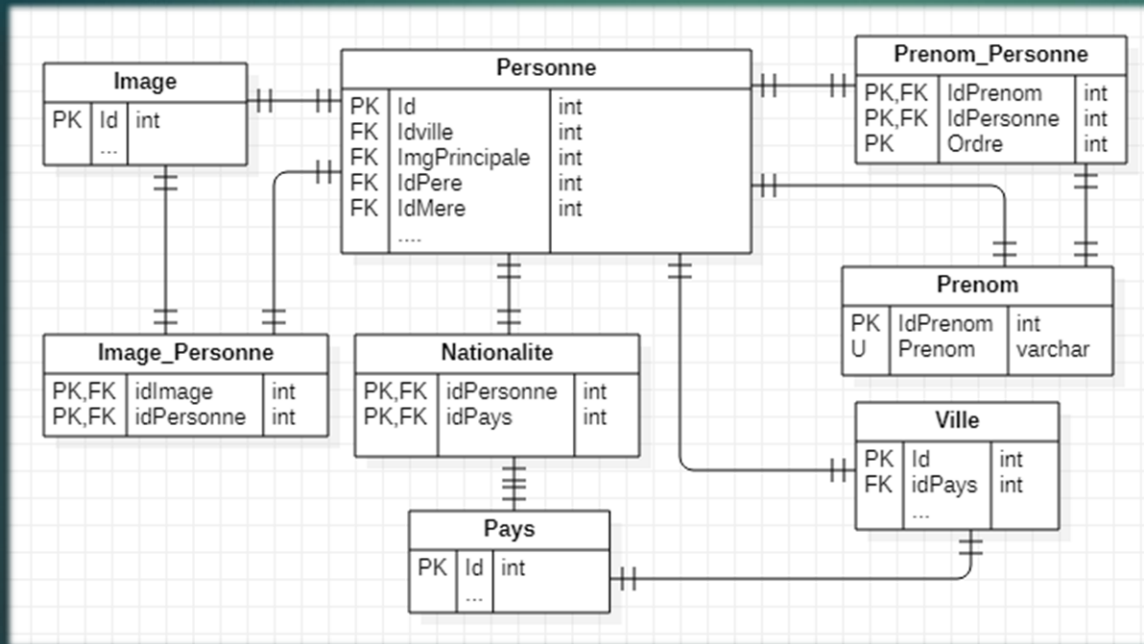 Image
PK Id int
...
Personne
PK Id int
FK Idville int
FK ImgPrincipale int
FK IdPere int
FK IdMere int
....
Prenom_Personne
PK,FK IdPrenom int
PK,FK IdPersonne int
PK Ordre int
Prenom
PK IdPrenom int
U Prenom varchar
Image_Personne
PK,FK idImage int
PK,FK idPersonne int
Nationalite
PK,FK idPersonne int
PK,FK idPays int
Ville
PK Id int
FK idPays int
...
Pays
PK Id int
...